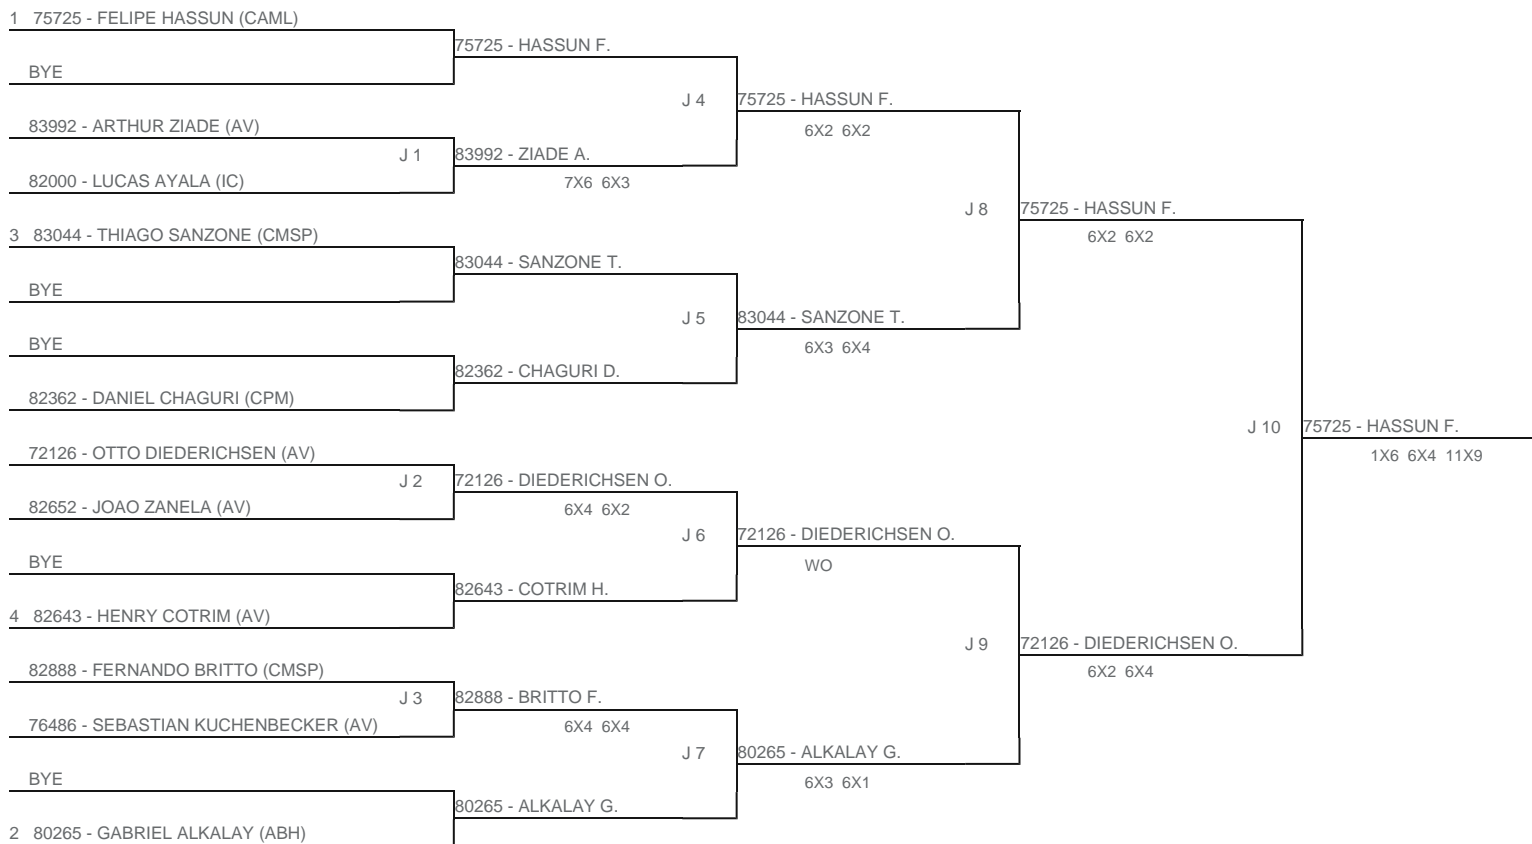 1 75725 - FELIPE HASSUN (CAML)
75725 - HASSUN F.
BYE
J 4 75725 - HASSUN F.
6X2 6X2
83992 - ARTHUR ZIADE (AV)
J 1 83992 - ZIADE A.
7X6 6X3
82000 - LUCAS AYALA (IC)
J 8 75725 - HASSUN F.
6X2 6X2
3 83044 - THIAGO SANZONE (CMSP)
83044 - SANZONE T.
BYE
J 5 83044 - SANZONE T.
6X3 6X4
BYE
82362 - CHAGURI D.
82362 - DANIEL CHAGURI (CPM)
J 10 75725 - HASSUN F.
1X6 6X4 11X9
72126 - OTTO DIEDERICHSEN (AV)
J 2 72126 - DIEDERICHSEN O.
6X4 6X2
82652 - JOAO ZANELA (AV)
J 6 72126 - DIEDERICHSEN O.
WO
BYE
82643 - COTRIM H.
4 82643 - HENRY COTRIM (AV)
J 9 72126 - DIEDERICHSEN O.
6X2 6X4
82888 - FERNANDO BRITTO (CMSP)
J 3 82888 - BRITTO F.
6X4 6X4
76486 - SEBASTIAN KUCHENBECKER (AV)
J 7 80265 - ALKALAY G.
6X3 6X1
BYE
80265 - ALKALAY G.
2 80265 - GABRIEL ALKALAY (ABH)